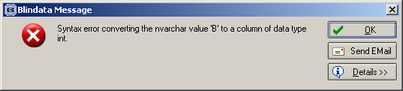 Blindata Message
Syntax error converting the nvarchar value 'B' to a column of data type
int.
OK
Send EMail
Details >>